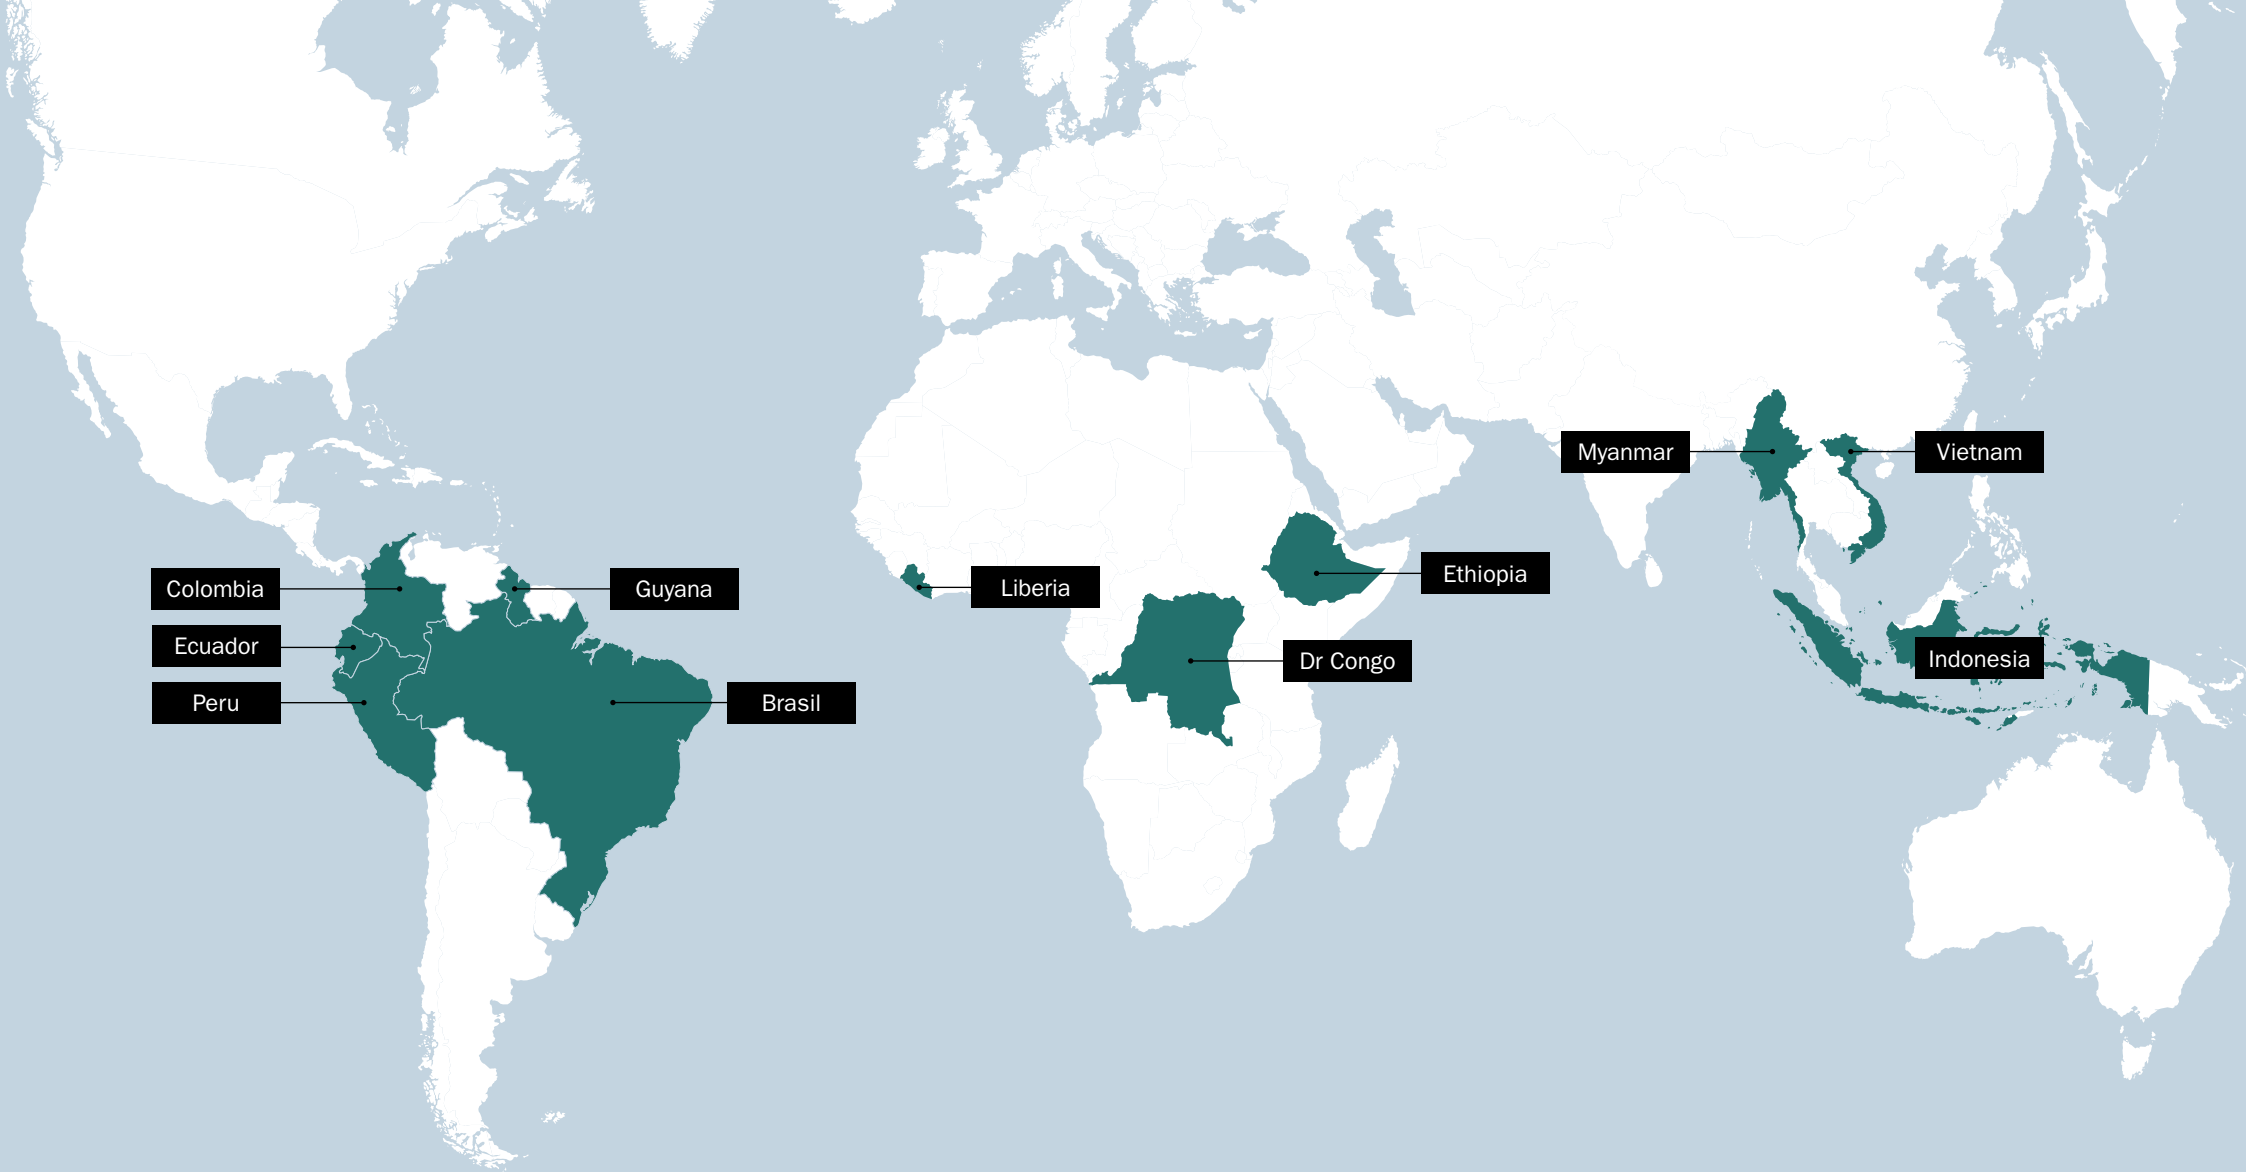 Myanmar
Vietnam
Colombia
Guyana
Liberia
Ethiopia
Ecuador
Dr Congo
Indonesia
Peru
Brasil